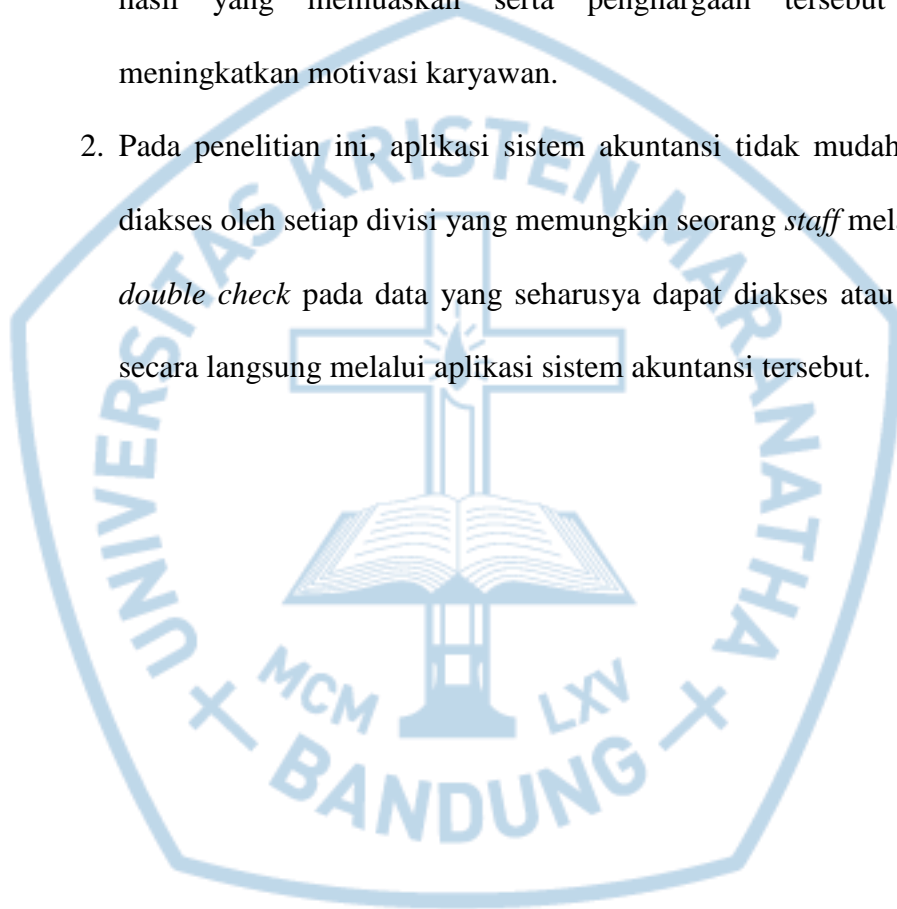 hasil yang memuaskan serta penghargaan tersebut
meningkatkan motivasi karyawan.
2. Pada penelitian ini, aplikasi sistem akuntansi tidak mudah
diakses oleh setiap divisi yang memungkin seorang staff mela
double check pada data yang seharusya dapat diakses atau
secara langsung melalui aplikasi sistem akuntansi tersebut.
UNIVERSITAS KRISTEN MARANATHA
MCM LXV
BANDUNG